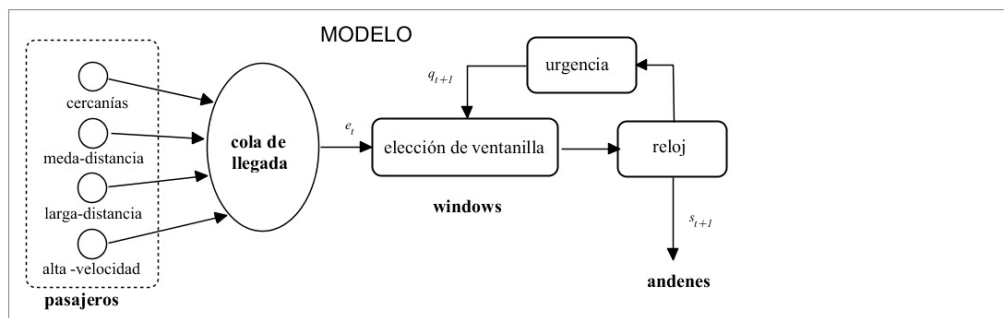 MODELO
cercanías
meda-distancia
larga-distancia
alta -velocidad
pasajeros
cola de
llegada
e_t
q_{t+1}
urgencia
elección de ventanilla
windows
reloj
s_{t+1}
andenes